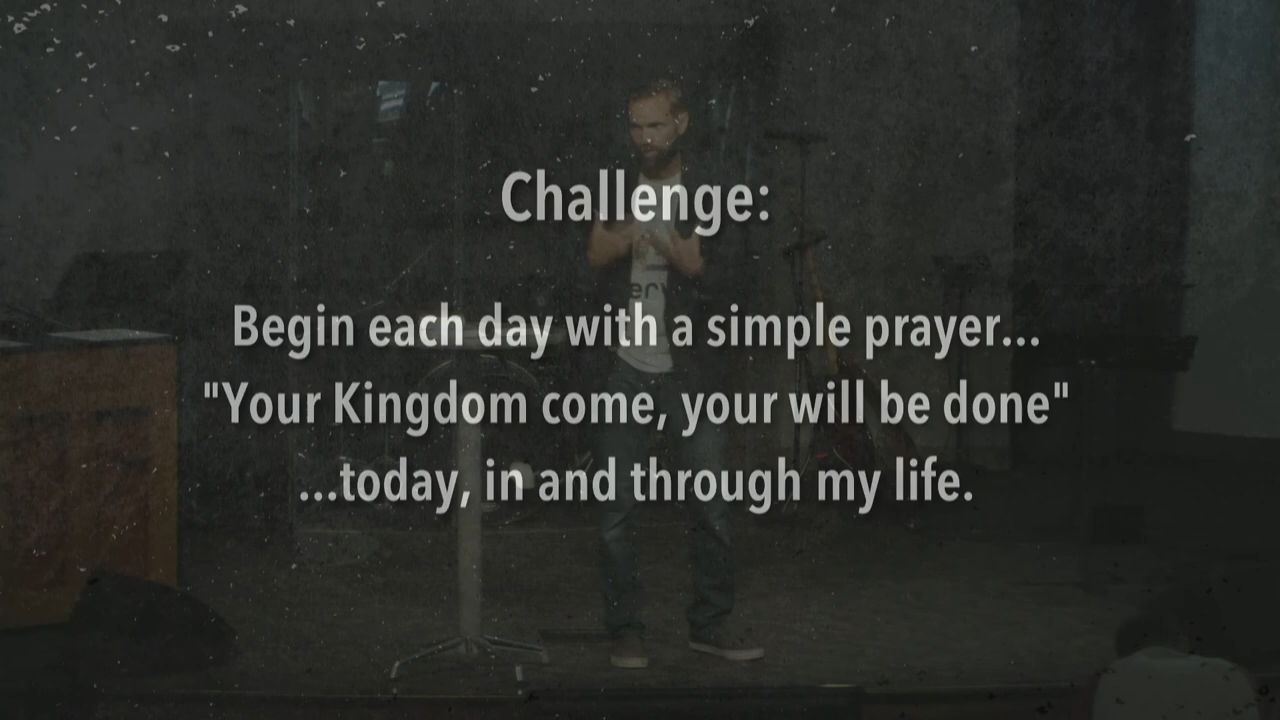 Challenge:
Begin each day with a simple prayer...
"Your Kingdom come, your will be done"
...today, in and through my life.